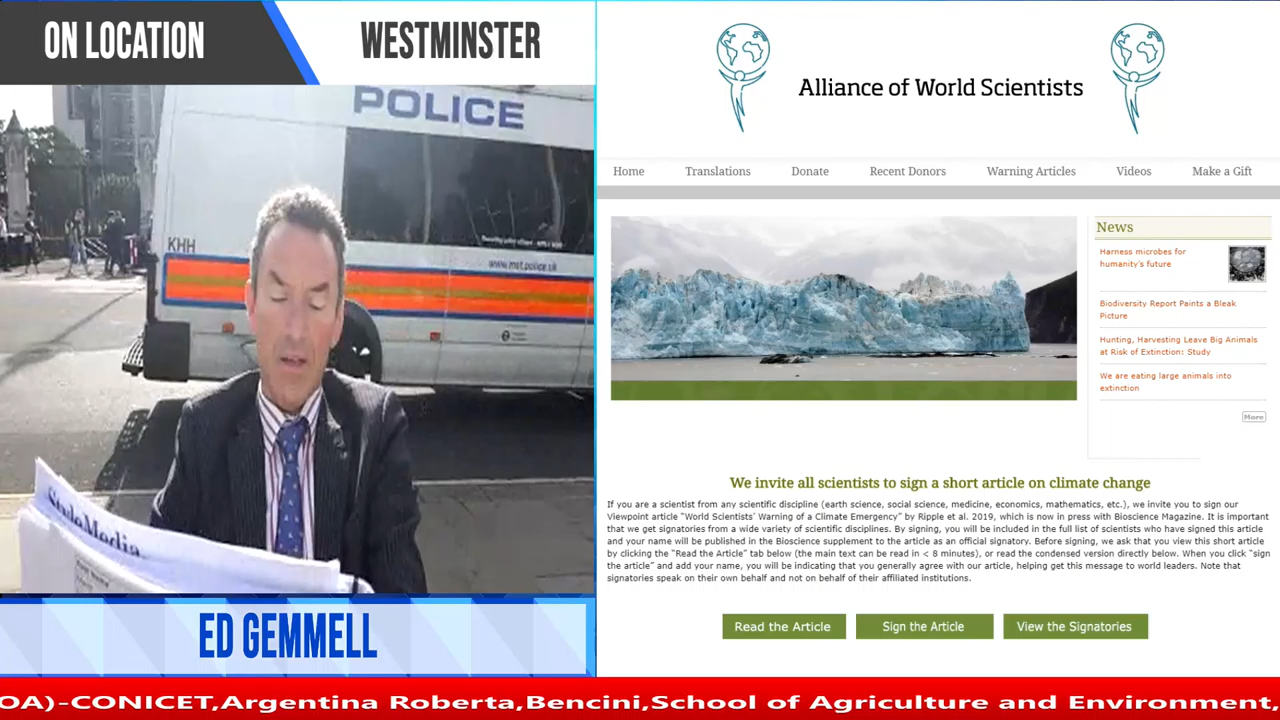 ON LOCATION
WESTMINSTER
POLICE
KHH
www.met.police.uk
StyloMedia
ED GEMMELL
Alliance of World Scientists
Home
Translations
Donate
Recent Donors
Warning Articles
Videos
Make a Gift
News
Harness microbes for
humanity's future
Biodiversity Report Paints a Bleak
Picture
Hunting, Harvesting Leave Big Animals
at Risk of Extinction: Study
We are eating large animals into
extinction
More
We invite all scientists to sign a short article on climate change
If you are a scientist from any scientific discipline (earth science, social science, medicine, economics, mathematics, etc.), we invite you to sign our
Viewpoint article "World Scientists' Warning of a Climate Emergency" by Ripple et al. 2019, which is now in press with Bioscience Magazine. It is important
that we get signatories from a wide variety of scientific disciplines. By signing, you will be included in the full list of scientists who have signed this article
and your name will be published in the Bioscience supplement to the article as an official signatory. Before signing, we ask that you view this short article
by clicking the "Read the Article" tab below (the main text can be read in < 8 minutes), or read the condensed version directly below. When you click "sign
the article" and add your name, you will be indicating that you generally agree with our article, helping get this message to world leaders. Note that
signatories speak on their own behalf and not on behalf of their affiliated institutions.
Read the Article
Sign the Article
View the Signatories
OA)-CONICET,Argentina Roberta,Bencini,School of Agriculture and Environment,